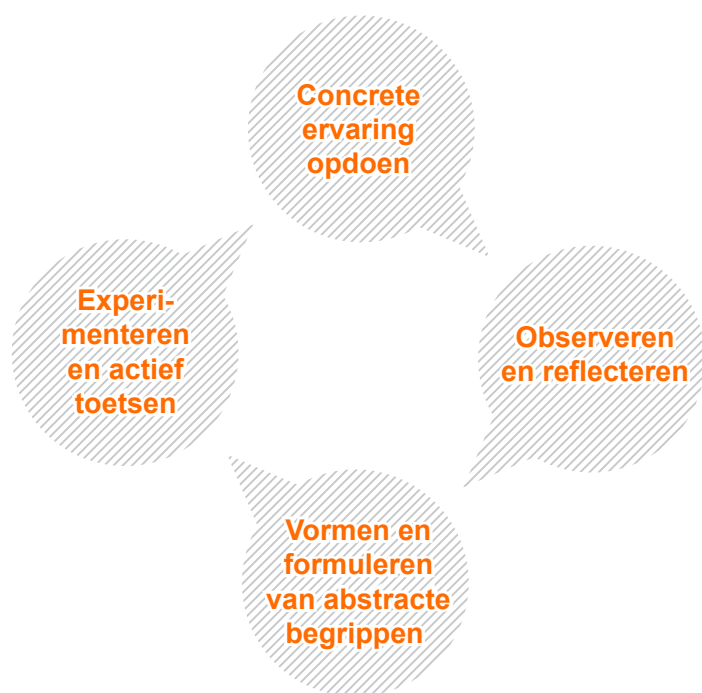 Concrete
ervaring
opdoen
Observeren
en reflecteren
Vormen en
formuleren
van abstracte
begrippen
Experi-
menteren
en actief
toetsen